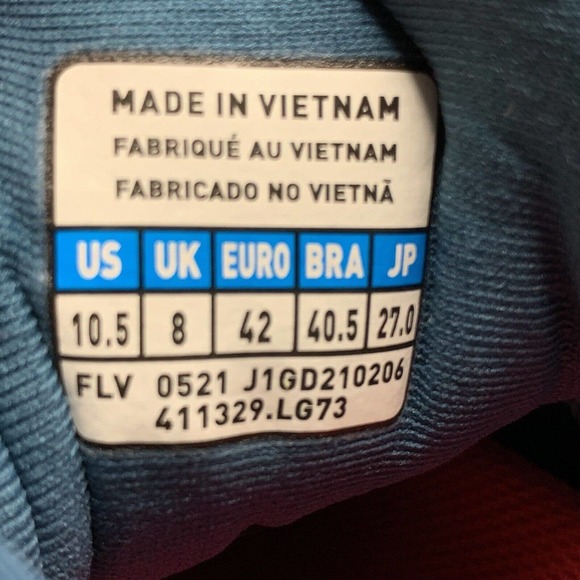 MADE IN VIETNAM
FABRIQUÉ AU VIETNAM
FABRICADO NO VIETNÃ
US UK EURO BRA JP
10.5 8 42 40.5 27.0
FLV 0521 J1GD210206
411329.LG73